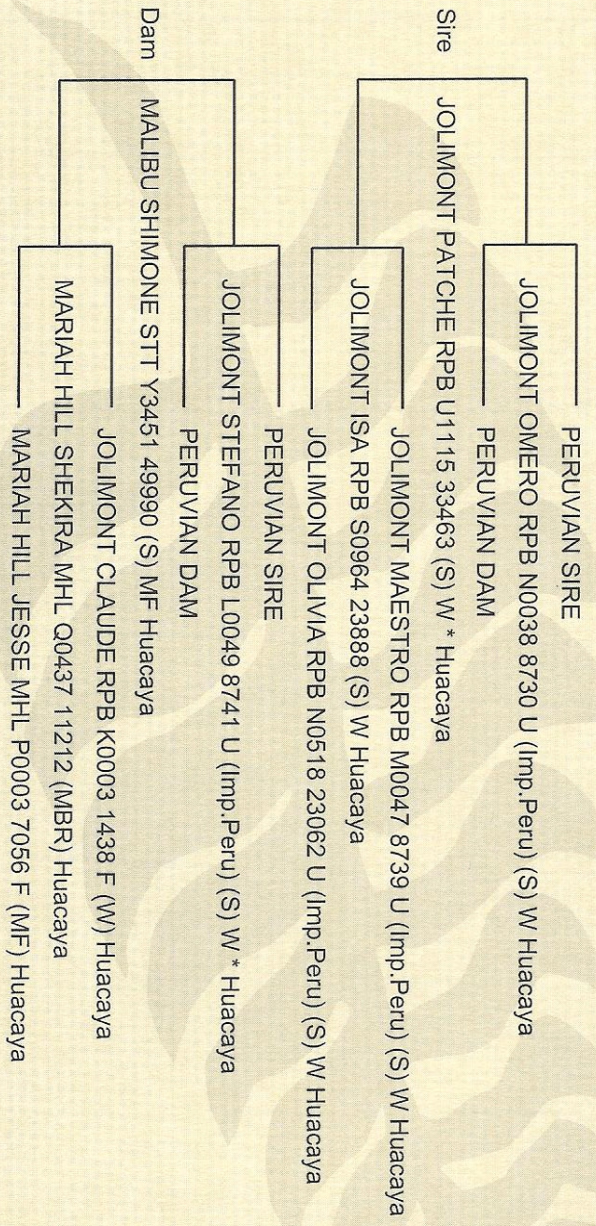 PERUVIAN SIRE
JOLIMONT OMERO RPB N0038 8730 U (Imp.Peru) (S) W Huacaya
PERUVIAN DAM
Sire JOLIMONT PATCHE RPB U1115 33463 (S) W * Huacaya
JOLIMONT MAESTRO RPB M0047 8739 U (Imp.Peru) (S) W Huacaya
JOLIMONT ISA RPB S0964 23888 (S) W Huacaya
JOLIMONT OLIVIA RPB N0518 23062 U (Imp.Peru) (S) W Huacaya
PERUVIAN SIRE
JOLIMONT STEFANO RPB L0049 8741 U (Imp.Peru) (S) W * Huacaya
PERUVIAN DAM
Dam MALIBU SHIMONE STT Y3451 49990 (S) MF Huacaya
JOLIMONT CLAUDE RPB K0003 1438 F (W) Huacaya
MARIAH HILL SHEKIRA MHL Q0437 11212 (MBR) Huacaya
MARIAH HILL JESSE MHL P0003 7056 F (MF) Huacaya